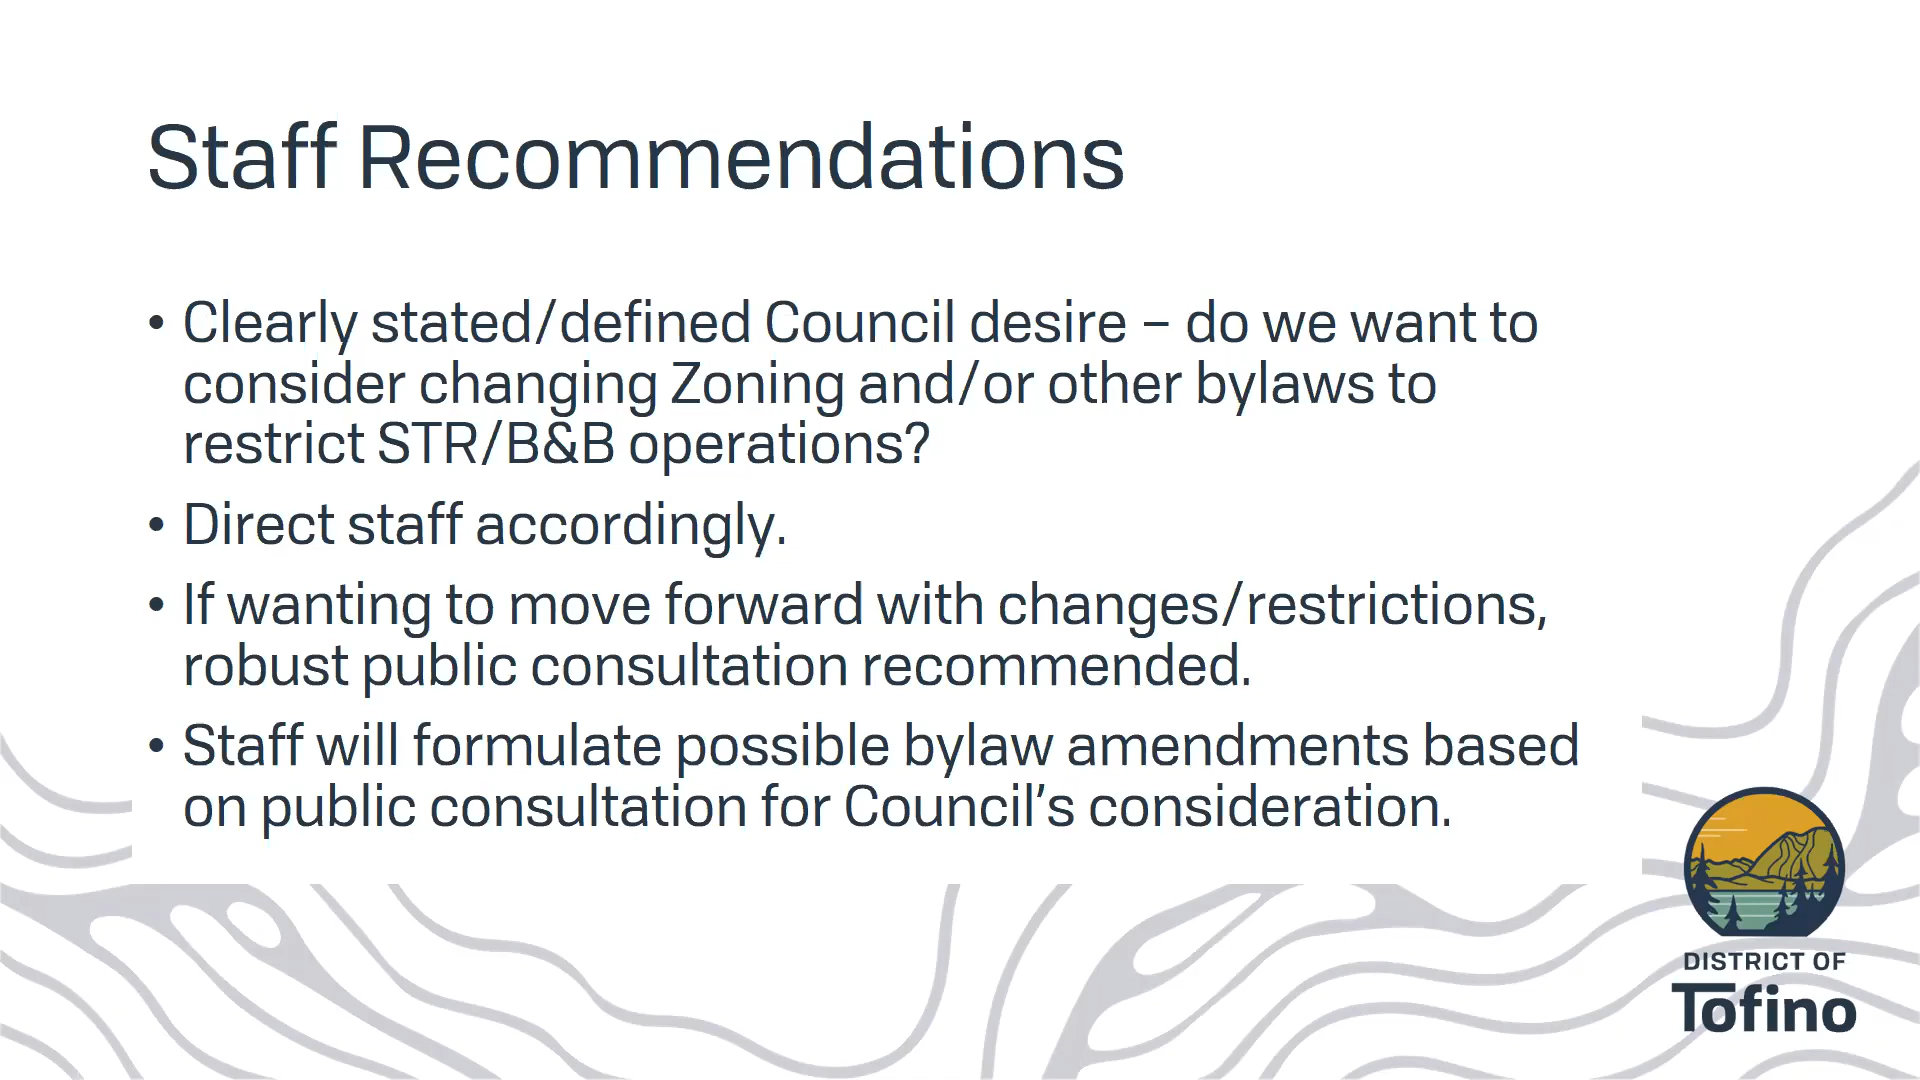 Staff Recommendations
• Clearly stated/defined Council desire – do we want to
consider changing Zoning and/or other bylaws to
restrict STR/B&B operations?
• Direct staff accordingly.
• If wanting to move forward with changes/restrictions,
robust public consultation recommended.
• Staff will formulate possible bylaw amendments based
on public consultation for Council’s consideration.
DISTRICT OF
Tofino